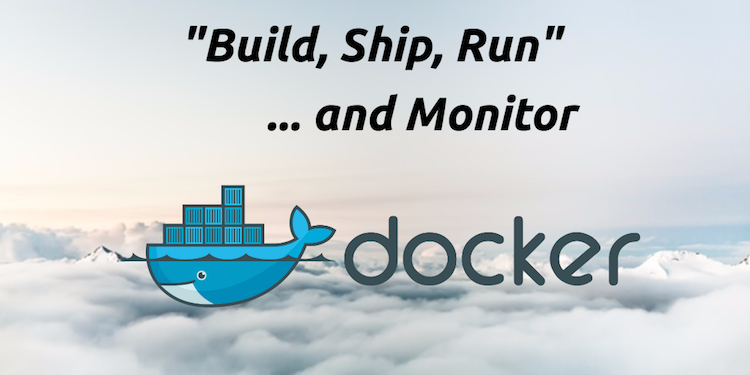 "Build, Ship, Run"
... and Monitor
docker